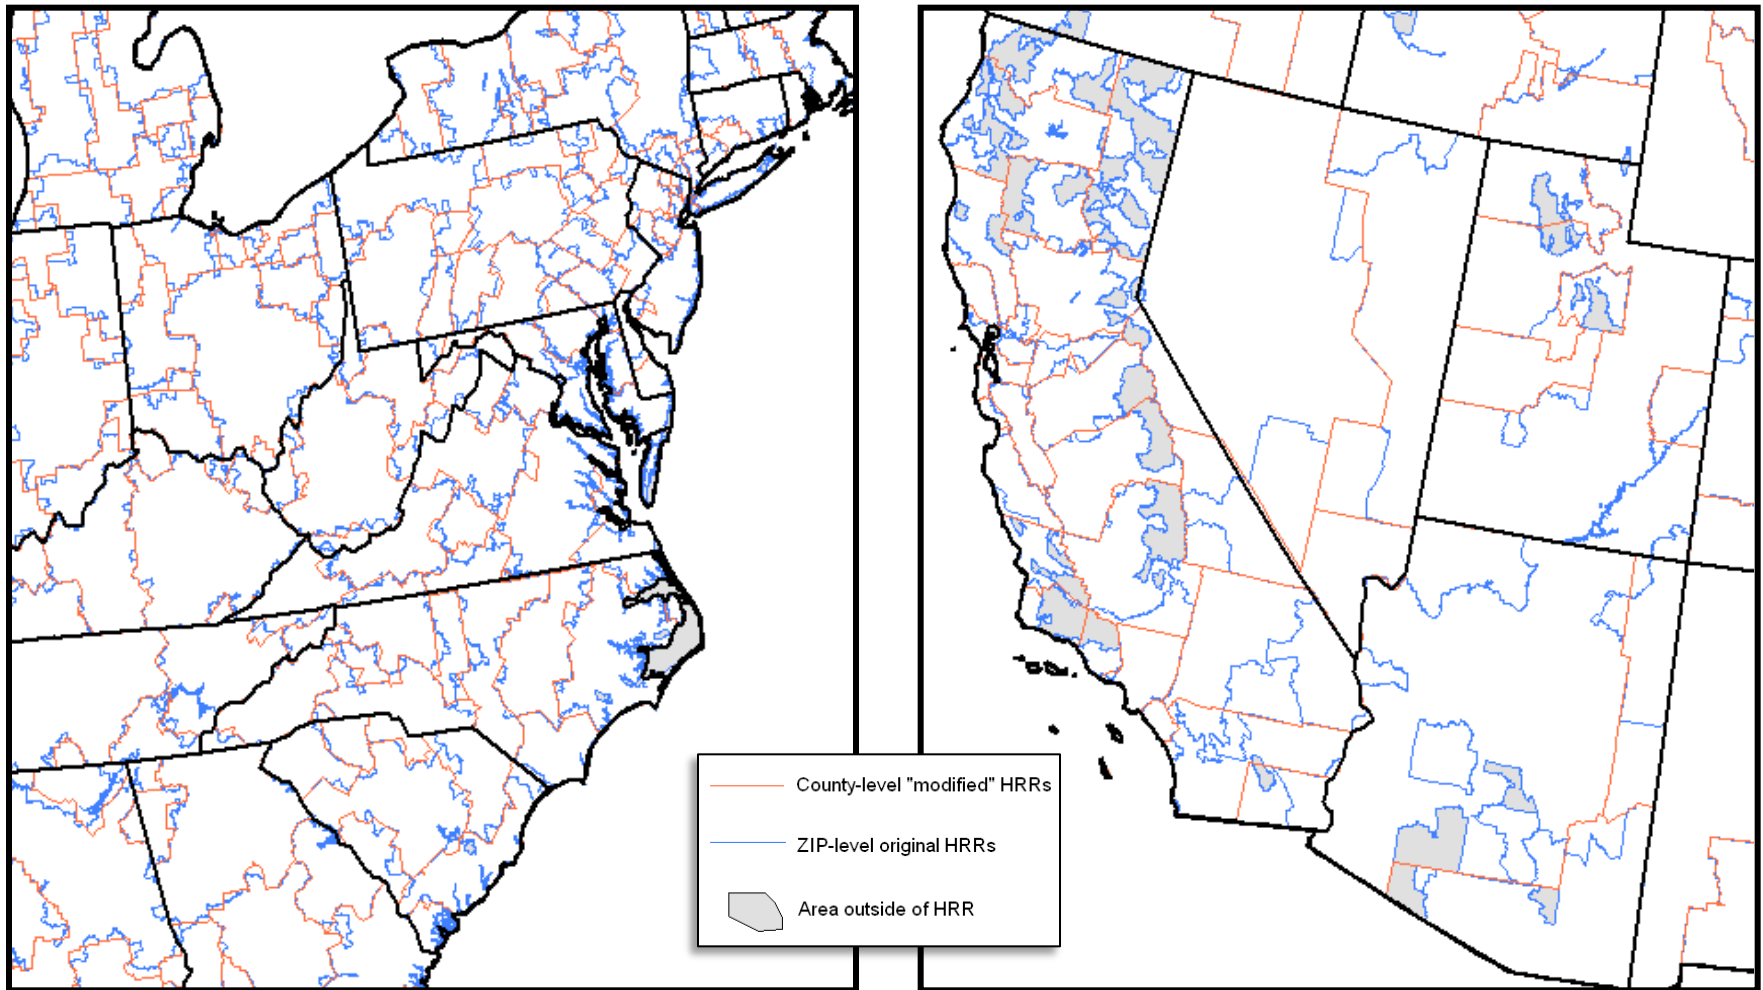 County-level "modified" HRRs
ZIP-level original HRRs
Area outside of HRR